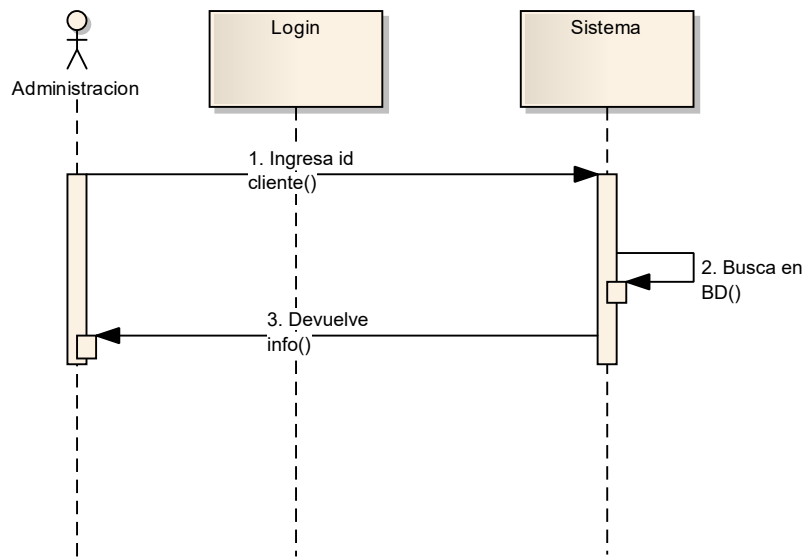 Administracion
Login
Sistema
1. Ingresa id
cliente()
2. Busca en
BD()
3. Devuelve
info()